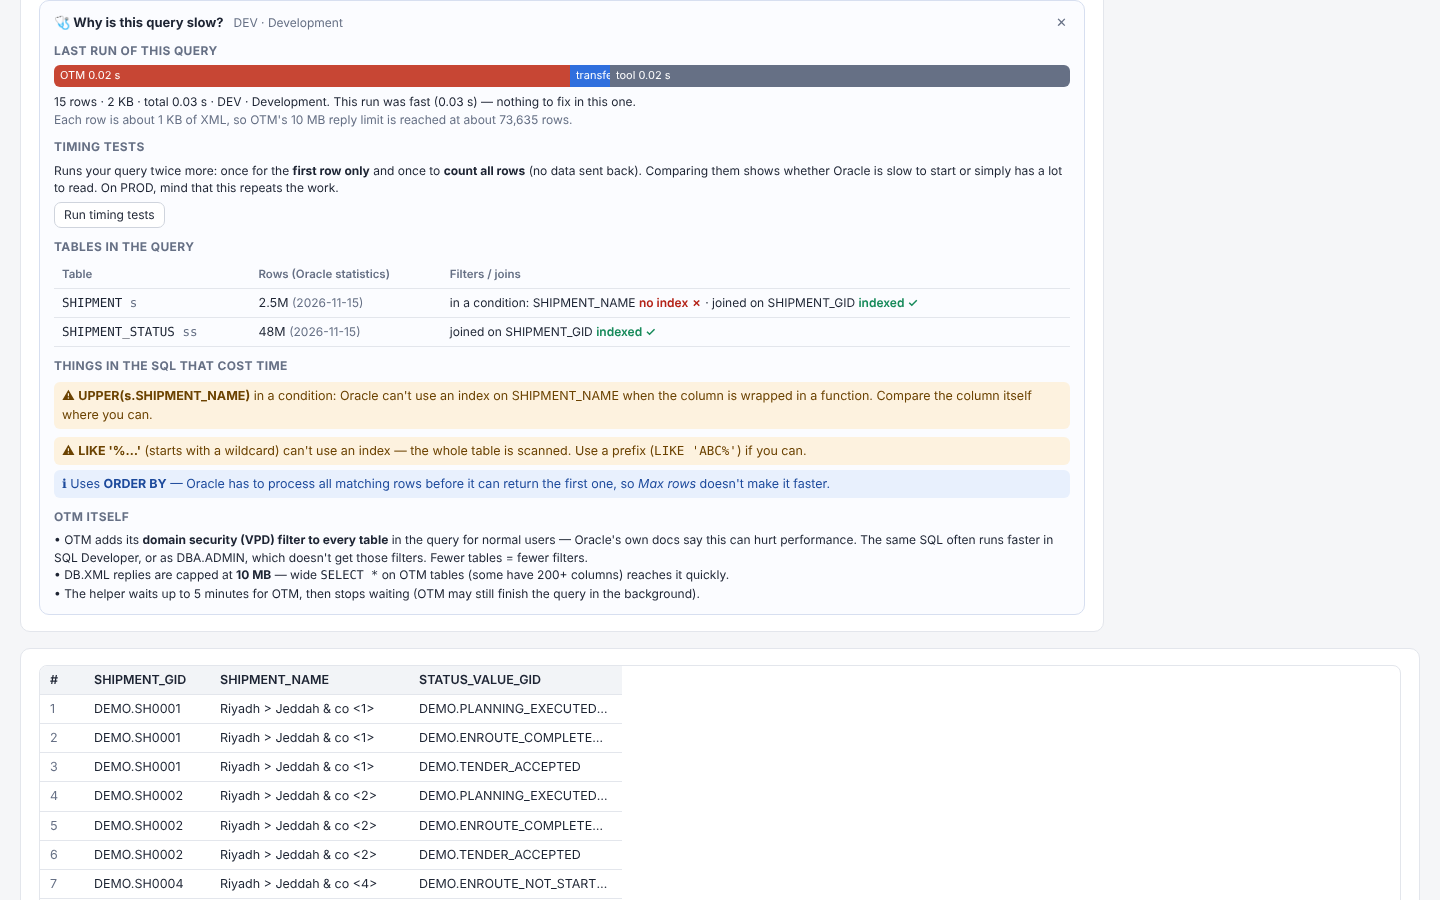 🩺 Why is this query slow? DEV · Development ✕
LAST RUN OF THIS QUERY
OTM 0.02 s transfe tool 0.02 s
15 rows · 2 KB · total 0.03 s · DEV · Development. This run was fast (0.03 s) — nothing to fix in this one.
Each row is about 1 KB of XML, so OTM's 10 MB reply limit is reached at about 73,635 rows.
TIMING TESTS
Runs your query twice more: once for the first row only and once to count all rows (no data sent back). Comparing them shows whether Oracle is slow to start or simply has a lot
to read. On PROD, mind that this repeats the work.
Run timing tests
TABLES IN THE QUERY
Table Rows (Oracle statistics) Filters / joins
SHIPMENT s 2.5M (2026-11-15) in a condition: SHIPMENT_NAME no index ✕ · joined on SHIPMENT_GID indexed ✓
SHIPMENT_STATUS ss 48M (2026-11-15) joined on SHIPMENT_GID indexed ✓
THINGS IN THE SQL THAT COST TIME
⚠ UPPER(s.SHIPMENT_NAME) in a condition: Oracle can't use an index on SHIPMENT_NAME when the column is wrapped in a function. Compare the column itself
where you can.
⚠ LIKE '%...' (starts with a wildcard) can't use an index — the whole table is scanned. Use a prefix (LIKE 'ABC%') if you can.
ℹ Uses ORDER BY — Oracle has to process all matching rows before it can return the first one, so Max rows doesn't make it faster.
OTM ITSELF
• OTM adds its domain security (VPD) filter to every table in the query for normal users — Oracle's own docs say this can hurt performance. The same SQL often runs faster in
SQL Developer, or as DBA.ADMIN, which doesn't get those filters. Fewer tables = fewer filters.
• DB.XML replies are capped at 10 MB — wide SELECT * on OTM tables (some have 200+ columns) reaches it quickly.
• The helper waits up to 5 minutes for OTM, then stops waiting (OTM may still finish the query in the background).
# SHIPMENT_GID SHIPMENT_NAME STATUS_VALUE_GID
1 DEMO.SH0001 Riyadh > Jeddah & co <1> DEMO.PLANNING_EXECUTED...
2 DEMO.SH0001 Riyadh > Jeddah & co <1> DEMO.ENROUTE_COMPLETE...
3 DEMO.SH0001 Riyadh > Jeddah & co <1> DEMO.TENDER_ACCEPTED
4 DEMO.SH0002 Riyadh > Jeddah & co <2> DEMO.PLANNING_EXECUTED...
5 DEMO.SH0002 Riyadh > Jeddah & co <2> DEMO.ENROUTE_COMPLETE...
6 DEMO.SH0002 Riyadh > Jeddah & co <2> DEMO.TENDER_ACCEPTED
7 DEMO.SH0004 Riyadh > Jeddah & co <4> DEMO.ENROUTE_NOT_START...